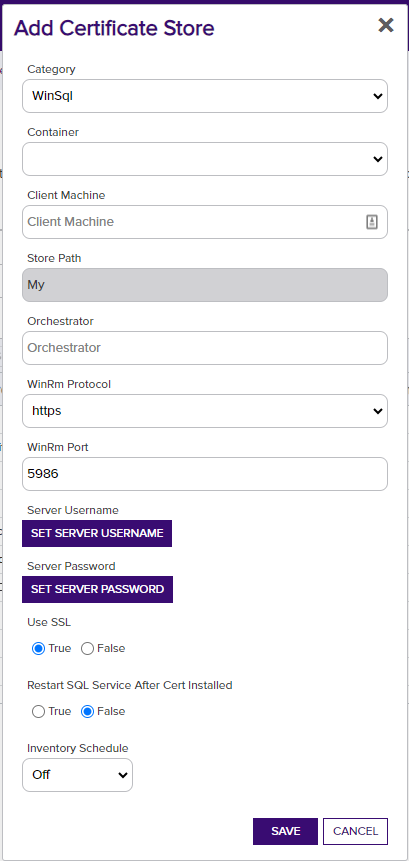 Add Certificate Store
Category
WinSql
Container
Client Machine
Client Machine
Store Path
My
Orchestrator
Orchestrator
WinRm Protocol
https
WinRm Port
5986
Server Username
SET SERVER USERNAME
Server Password
SET SERVER PASSWORD
Use SSL
True False
Restart SQL Service After Cert Installed
True False
Inventory Schedule
Off
SAVE CANCEL